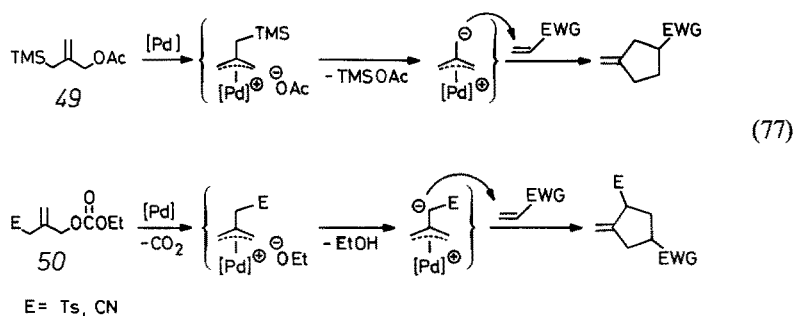 TMS OAc [Pd] TMS [Pd]⊕ ⊖OAc - TMSOAc ⊖ [Pd]⊕ EWG EWG
49
(77)
E O OCOEt [Pd] -CO2 E [Pd]⊕ ⊖OEt - EtOH ⊖ E [Pd]⊕ EWG E EWG
50
E= Ts, CN